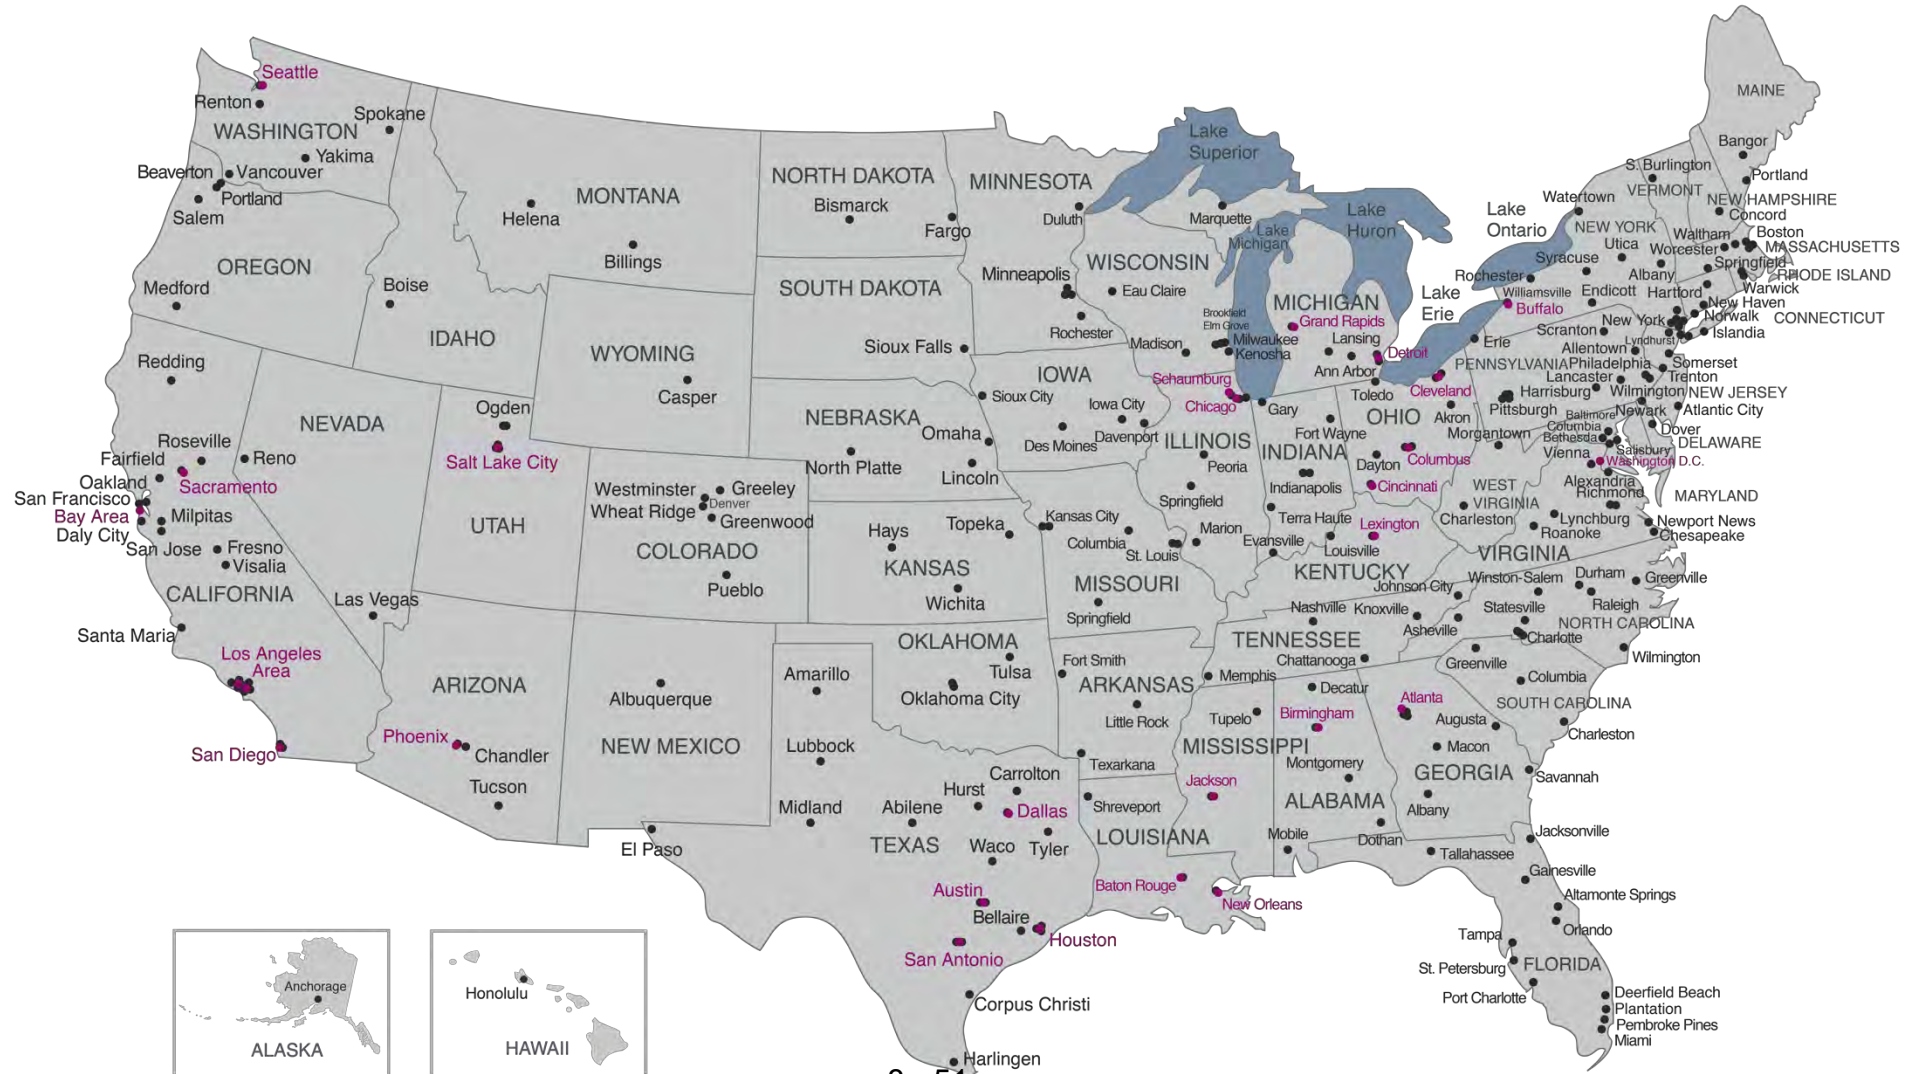 Seattle
Renton
Spokane
WASHINGTON
Yakima
Beaverton
Vancouver
Portland
Salem
OREGON
Medford
MONTANA
Helena
Billings
Boise
IDAHO
WYOMING
Casper
NORTH DAKOTA
Bismarck
Fargo
SOUTH DAKOTA
Sioux Falls
MINNESOTA
Duluth
Minneapolis
Rochester
Lake
Superior
Marquette
Lake
Michigan
Lake
Huron
WISCONSIN
Eau Claire
Brookfield
Elm Grove
Milwaukee
Madison
Kenosha
MICHIGAN
Grand Rapids
Lansing
Ann Arbor
Detroit
Lake
Erie
Lake
Ontario
MAINE
Bangor
Portland
S. Burlington
VERMONT
NEW HAMPSHIRE
Concord
Watertown
NEW YORK
Utica
Syracuse
Rochester
Williamsville
Buffalo
Endicott
Albany
Waltham
Boston
Worcester
MASSACHUSETTS
Springfield
RHODE ISLAND
Warwick
Hartford
New Haven
Norwalk
CONNECTICUT
New York
Islandia
Scranton
Allentown
Lyndhurst
Erie
PENNSYLVANIA
Philadelphia
Somerset
Lancaster
Trenton
Harrisburg
Wilmington
NEW JERSEY
Pittsburgh
Newark
Atlantic City
Baltimore
Columbia
Bethesda
Dover
DELAWARE
Salisbury
Vienna
Washington D.C.
Alexandria
Richmond
MARYLAND
Morgantown
WEST
VIRGINIA
Charleston
Lynchburg
Roanoke
Newport News
Chesapeake
VIRGINIA
Redding
NEVADA
Ogden
Salt Lake City
UTAH
Roseville
Reno
Fairfield
Sacramento
Oakland
San Francisco
Bay Area
Milpitas
Daly City
San Jose
Fresno
Visalia
CALIFORNIA
Las Vegas
Santa Maria
Los Angeles
Area
San Diego
NEBRASKA
North Platte
Omaha
Lincoln
IOWA
Sioux City
Iowa City
Des Moines
Davenport
Schaumburg
Chicago
Gary
ILLINOIS
Peoria
Springfield
INDIANA
Fort Wayne
Indianapolis
Terra Haute
Evansville
Toledo
Cleveland
OHIO
Akron
Dayton
Columbus
Cincinnati
Westminster
Greeley
Denver
Wheat Ridge
Greenwood
COLORADO
Pueblo
Hays
Topeka
KANSAS
Wichita
Kansas City
Columbia
St. Louis
Marion
MISSOURI
Springfield
Lexington
Louisville
KENTUCKY
Johnson City
Nashville
Knoxville
TENNESSEE
Chattanooga
Memphis
Winston-Salem
Durham
Greenville
Statesville
Raleigh
NORTH CAROLINA
Asheville
Charlotte
Wilmington
Greenville
Columbia
SOUTH CAROLINA
Charleston
ARIZONA
Phoenix
Chandler
Tucson
Albuquerque
NEW MEXICO
OKLAHOMA
Tulsa
Oklahoma City
Fort Smith
ARKANSAS
Little Rock
Texarkana
Amarillo
Lubbock
Midland
Carrolton
Hurst
Abilene
Dallas
TEXAS
Waco
Tyler
El Paso
Austin
Bellaire
Houston
San Antonio
Corpus Christi
Harlingen
Shreveport
LOUISIANA
Baton Rouge
New Orleans
Tupelo
MISSISSIPPI
Jackson
Decatur
Birmingham
Montgomery
ALABAMA
Mobile
Dothan
Atlanta
Augusta
Macon
GEORGIA
Albany
Savannah
Jacksonville
Tallahassee
Gainesville
Altamonte Springs
Orlando
Tampa
St. Petersburg
FLORIDA
Port Charlotte
Deerfield Beach
Plantation
Pembroke Pines
Miami
Anchorage
ALASKA
Honolulu
HAWAII